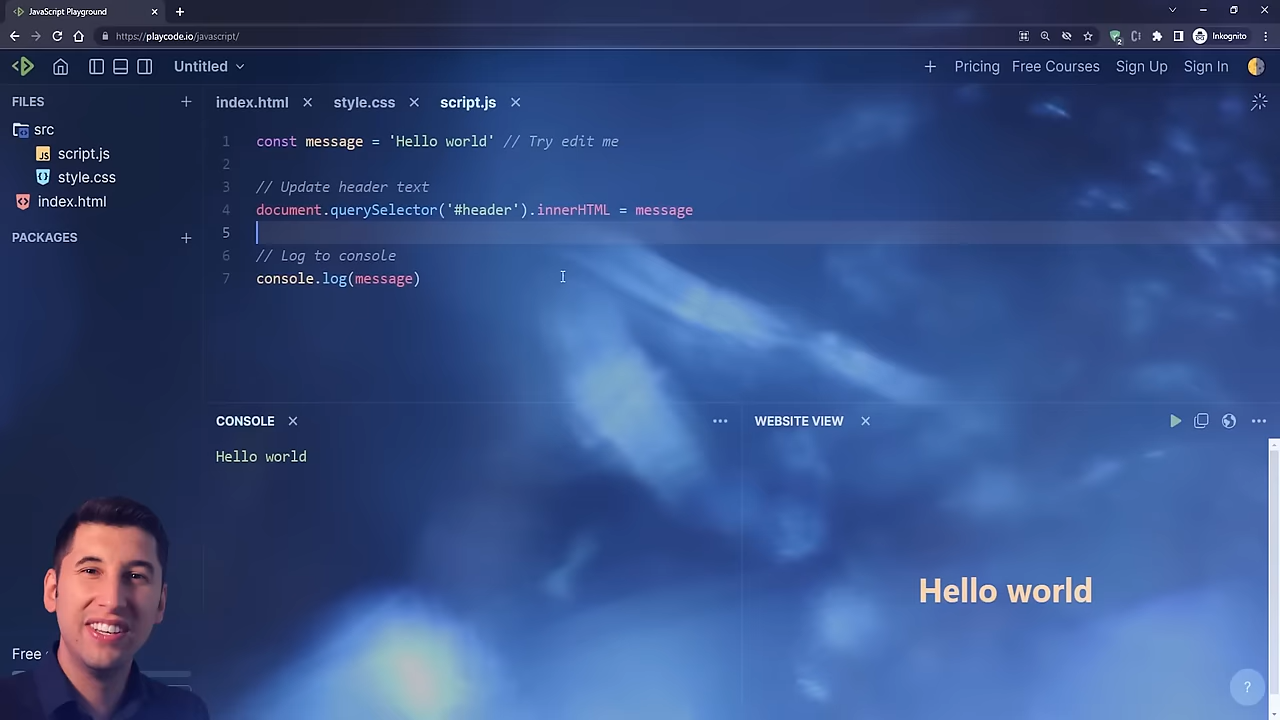 JavaScript Playground
https://playcode.io/javascript/
2
Inkognito
Untitled
Pricing
Free Courses
Sign Up
Sign In
FILES
src
script.js
style.css
index.html
PACKAGES
index.html
style.css
script.js
1 const message = 'Hello world' // Try edit me
2
3 // Update header text
4 document.querySelector('#header').innerHTML = message
5
6 // Log to console
7 console.log(message)
CONSOLE
Hello world
WEBSITE VIEW
Hello world
Free
?